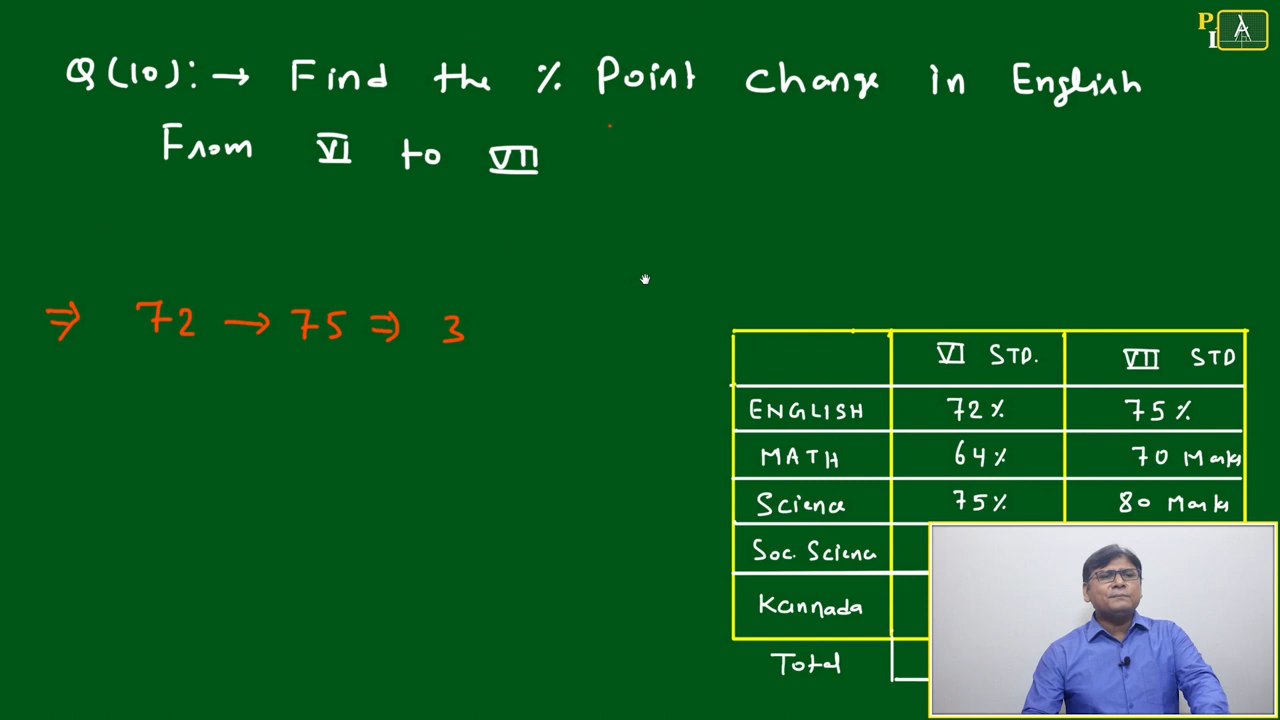 Q(10):→ Find the % Point change in English
From VI to VII
⇒ 72 → 75 ⇒ 3
VI STD. VII STD
ENGLISH 72% 75%
MATH 64% 70 Marks
Science 75% 80 Marks
Soc. Scienc
Kannada
Total